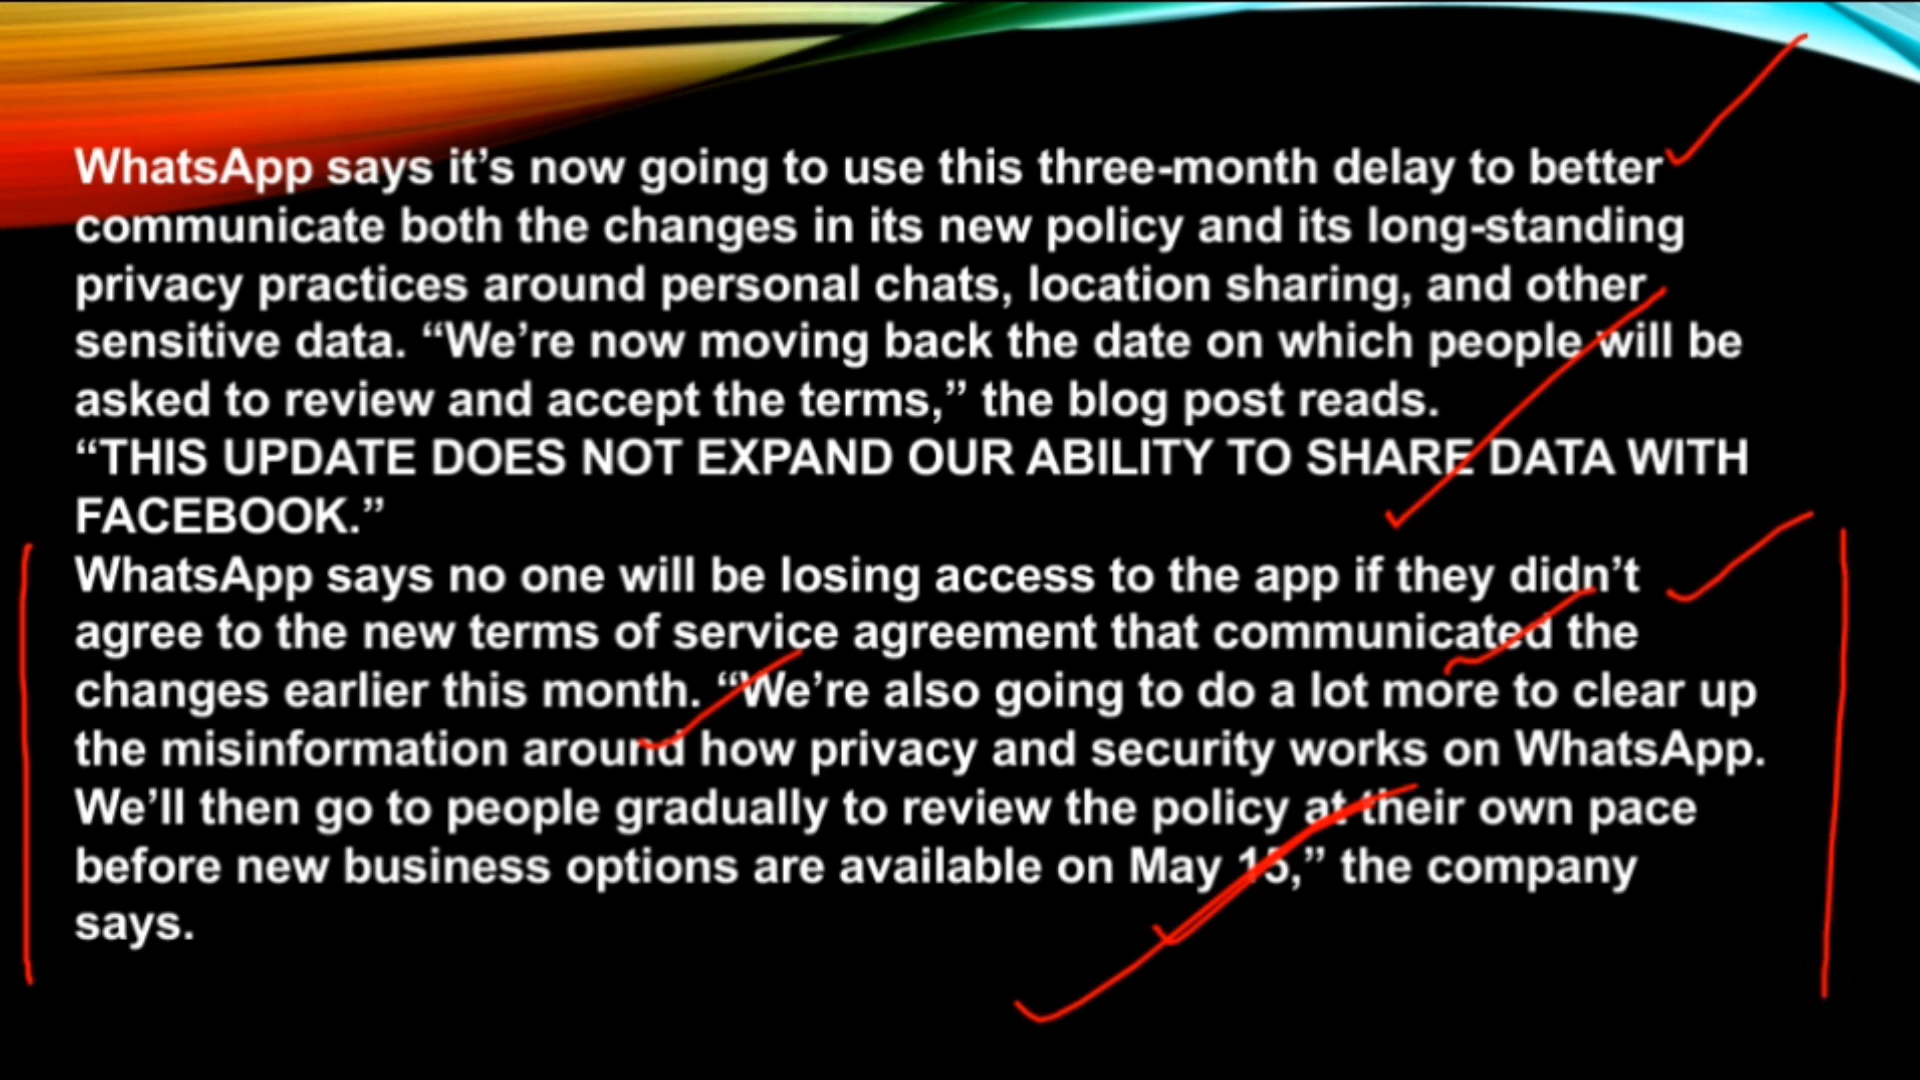 WhatsApp says it’s now going to use this three-month delay to better
communicate both the changes in its new policy and its long-standing
privacy practices around personal chats, location sharing, and other
sensitive data. “We’re now moving back the date on which people will be
asked to review and accept the terms,” the blog post reads.
“THIS UPDATE DOES NOT EXPAND OUR ABILITY TO SHARE DATA WITH
FACEBOOK.”
WhatsApp says no one will be losing access to the app if they didn’t
agree to the new terms of service agreement that communicated the
changes earlier this month. “We’re also going to do a lot more to clear up
the misinformation around how privacy and security works on WhatsApp.
We’ll then go to people gradually to review the policy at their own pace
before new business options are available on May 15,” the company
says.